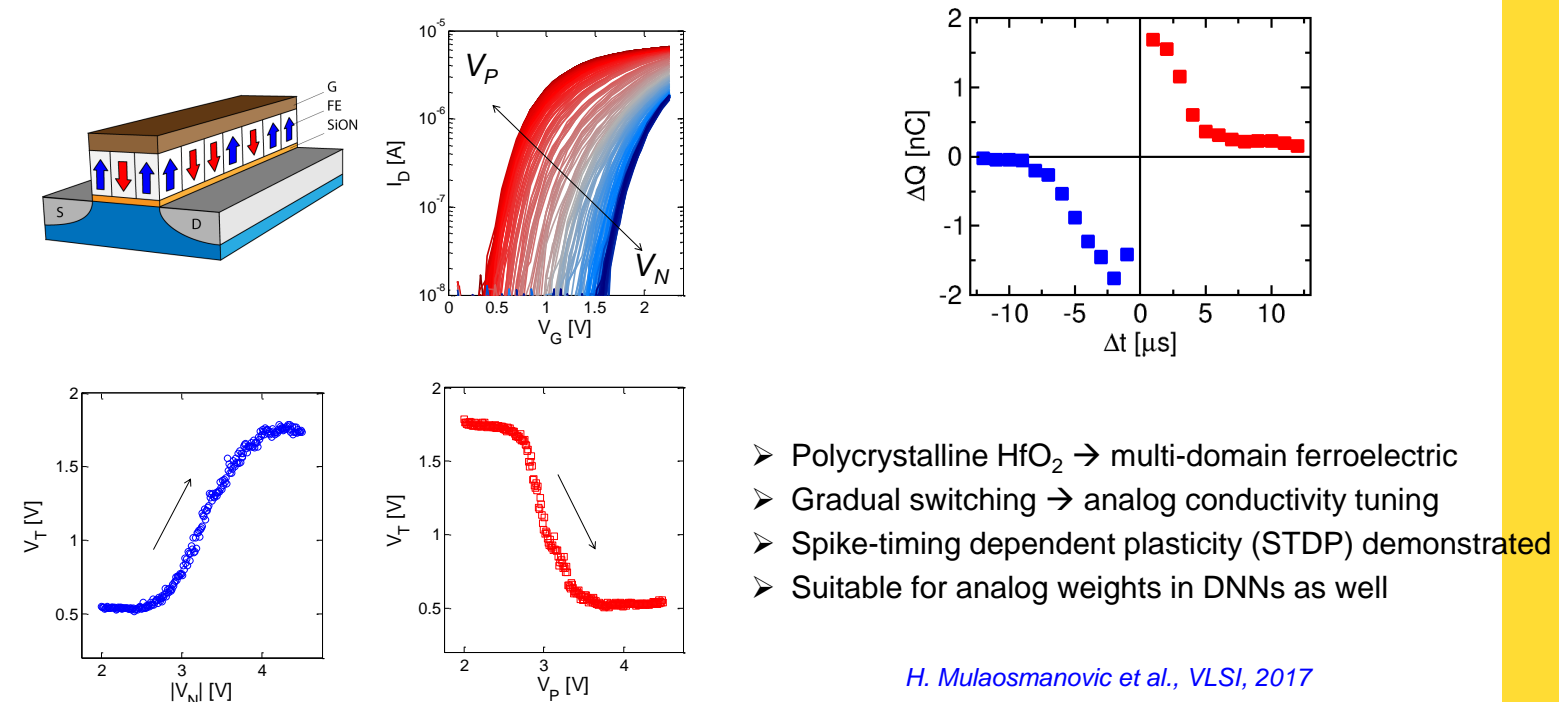 G
FE
SiON
S
D
10^-5
10^-6
10^-7
10^-8
I_D [A]
V_P
V_N
0 0.5 1 1.5 2
V_G [V]
2
1
0
-1
-2
ΔQ [nC]
-10 -5 0 5 10
Δt [μs]
2
1.5
1
0.5
V_T [V]
2 3 4
|V_N| [V]
2
1.5
1
0.5
V_T [V]
2 3 4
V_P [V]
➢ Polycrystalline HfO₂ → multi-domain ferroelectric
➢ Gradual switching → analog conductivity tuning
➢ Spike-timing dependent plasticity (STDP) demonstrated
➢ Suitable for analog weights in DNNs as well
H. Mulaosmanovic et al., VLSI, 2017